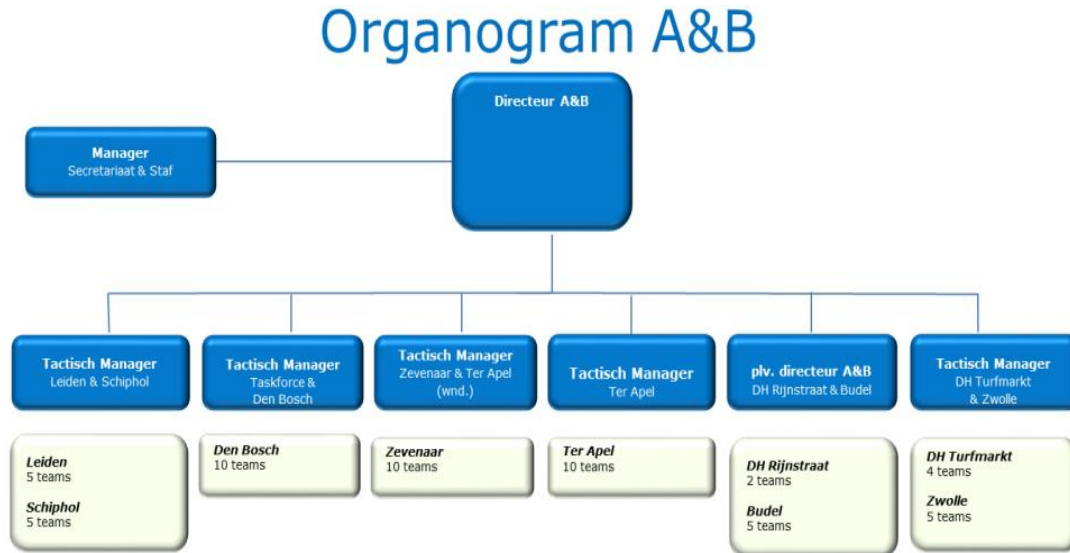 Organogram A&B
Directeur A&B
Manager
Secretariaat & Staf
Tactisch Manager
Leiden & Schiphol
Tactisch Manager
Taskforce &
Den Bosch
Tactisch Manager
Zevenaar & Ter Apel
(wnd.)
Tactisch Manager
Ter Apel
plv. directeur A&B
DH Rijnstraat & Budel
Tactisch Manager
DH Turfmarkt
& Zwolle
Leiden
5 teams
Schiphol
5 teams
Den Bosch
10 teams
Zevenaar
10 teams
Ter Apel
10 teams
DH Rijnstraat
2 teams
Budel
5 teams
DH Turfmarkt
4 teams
Zwolle
5 teams